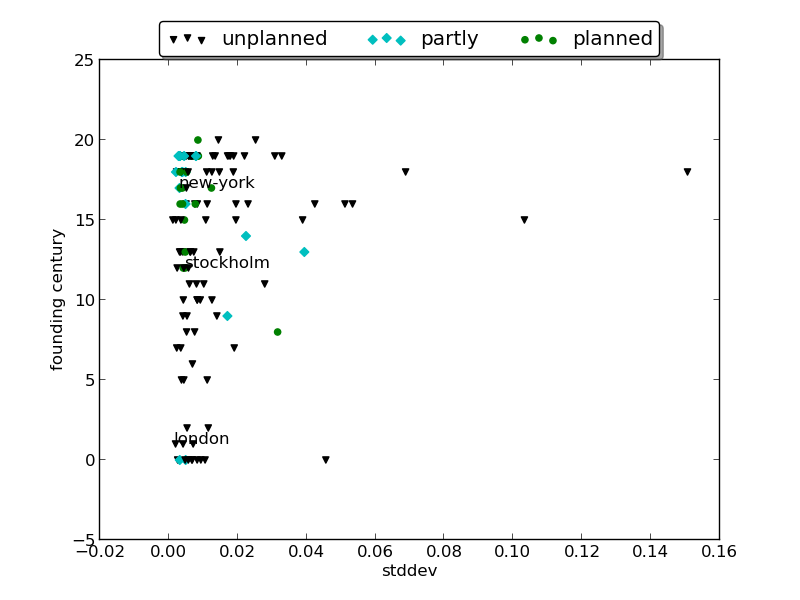 unplanned partly planned
25
20
new-york
15
stockholm
10
founding century
5
london
0
−5
−0.02 0.00 0.02 0.04 0.06 0.08 0.10 0.12 0.14 0.16
stddev